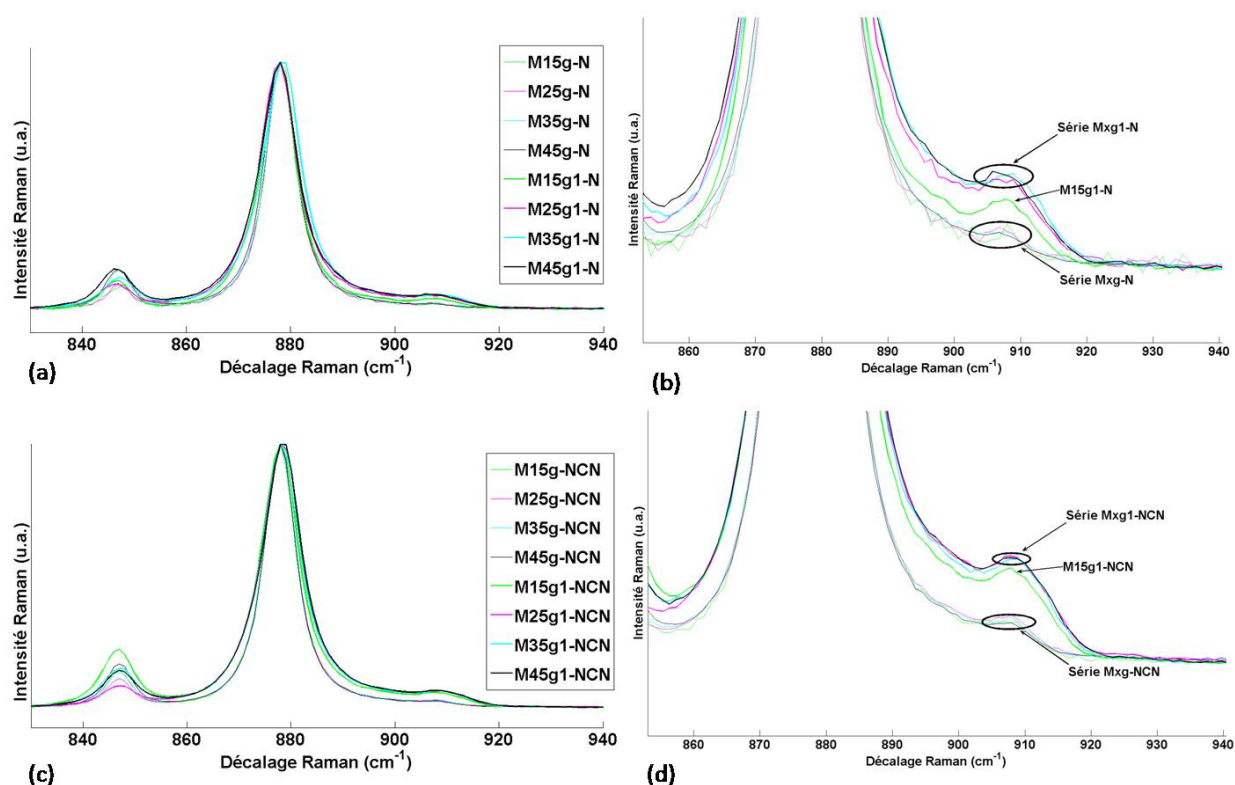 Intensité Raman (u.a.)
M15g-N
M25g-N
M35g-N
M45g-N
M15g1-N
M25g1-N
M35g1-N
M45g1-N
840 860 880 900 920 940
Décalage Raman (cm-1)
(a)
Intensité Raman (u.a.)
Série Mxg1-N
M15g1-N
Série Mxg-N
860 870 880 890 900 910 920 930 940
Décalage Raman (cm-1)
(b)
Intensité Raman (u.a.)
M15g-NCN
M25g-NCN
M35g-NCN
M45g-NCN
M15g1-NCN
M25g1-NCN
M35g1-NCN
M45g1-NCN
840 860 880 900 920 940
Décalage Raman (cm-1)
(c)
Intensité Raman (u.a.)
Série Mxg1-NCN
M15g1-NCN
Série Mxg-NCN
860 870 880 890 900 910 920 930 940
Décalage Raman (cm-1)
(d)